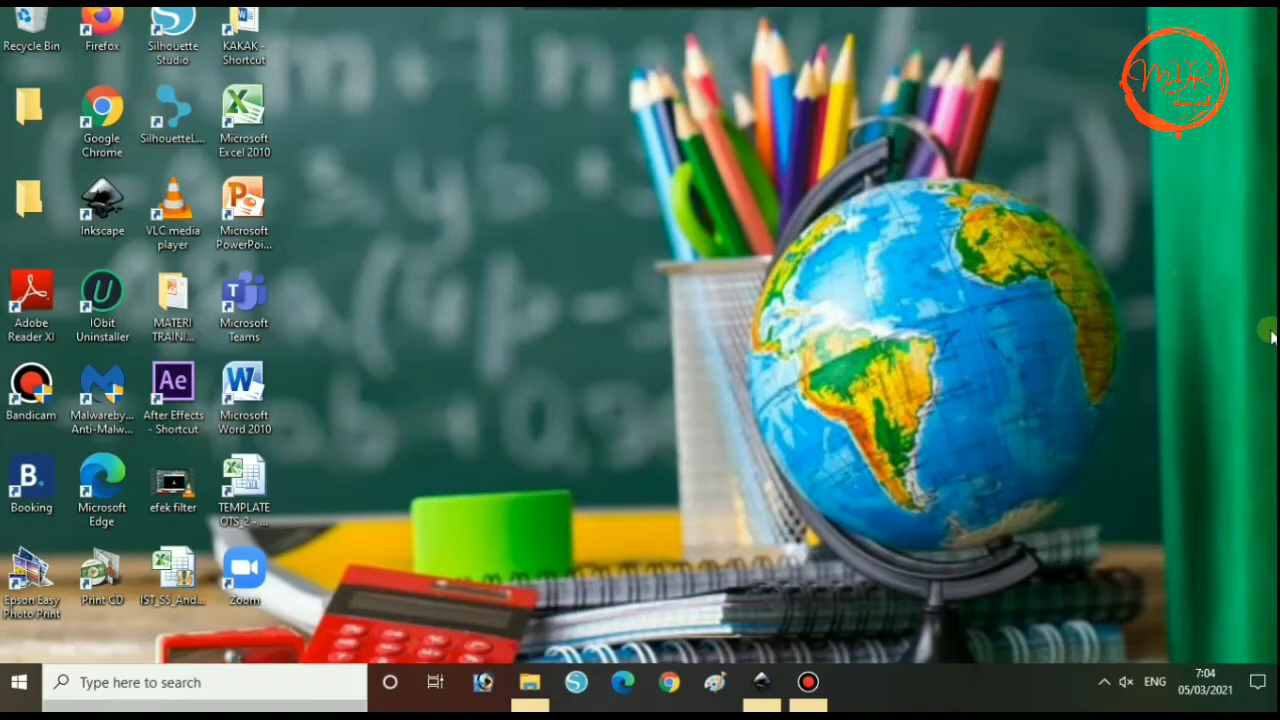 Recycle Bin
Firefox
Silhouette
Studio
KAKAK -
Shortcut
Google
Chrome
SilhouetteL...
Microsoft
Excel 2010
Inkscape
VLC media
player
Microsoft
PowerPoi...
Adobe
Reader XI
IObit
Uninstaller
MATERI
TRAINI...
Microsoft
Teams
Bandicam
Malwareby...
Anti-Malw...
Ae
After Effects
- Shortcut
Microsoft
Word 2010
B.
Booking
Microsoft
Edge
efek filter
TEMPLATE
OTS_2 - ...
Epson Easy
Photo Print
Print CD
IST_SS_And...
Zoom
Type here to search
ENG
7:04
05/03/2021